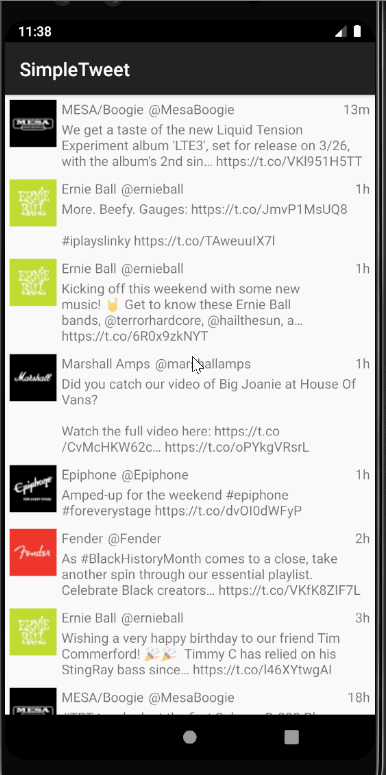 11:38
SimpleTweet
MESA/Boogie @MesaBoogie 13m
We get a taste of the new Liquid Tension
Experiment album 'LTE3', set for release on 3/26,
with the album's 2nd sin… https://t.co/VKl951H5TT
MESA
Ernie Ball @ernieball 1h
More. Beefy. Gauges: https://t.co/JmvP1MsUQ8
#iplayslinky https://t.co/TAweuuIX7l
ERNIE
BALL
Ernie Ball @ernieball 1h
Kicking off this weekend with some new
music! 🤘 Get to know these Ernie Ball
bands, @terrorhardcore, @hailthesun, a…
https://t.co/6R0x9zkNYT
ERNIE
BALL
Marshall Amps @marshallamps 1h
Did you catch our video of Big Joanie at House Of
Vans?
Watch the full video here: https://t.co
/CvMcHKW62c… https://t.co/oPYkgVRsrL
Marshall
Epiphone @Epiphone 1h
Amped-up for the weekend #epiphone
#foreverystage https://t.co/dvOI0dWFyP
Epiphone
FOR EVERY STAGE
Fender @Fender 2h
As #BlackHistoryMonth comes to a close, take
another spin through our essential playlist.
Celebrate Black creators… https://t.co/VKfK8ZIF7L
Fender
Ernie Ball @ernieball 3h
Wishing a very happy birthday to our friend Tim
Commerford! 🎉🎉 Timmy C has relied on his
StingRay bass since… https://t.co/l46XYtwgAI
ERNIE
BALL
MESA/Boogie @MesaBoogie 18h
MESA